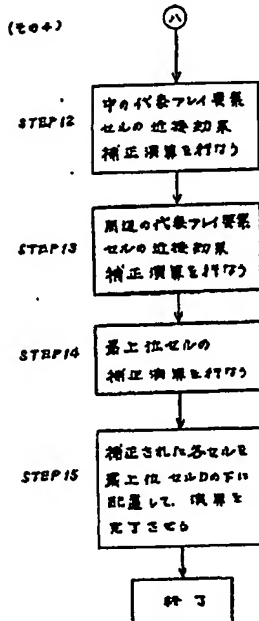 (その4)
ハ
STEP12
中の代表アレイ要素
セルの近接効果
補正演算を行なう
STEP13
周辺の代表アレイ要素
セルの近接効果
補正演算を行なう
STEP14
最上位セルの
補正演算を行なう
STEP15
補正された各セルを
最上位セルDの下に
配置して、演算を
完了させる
終了